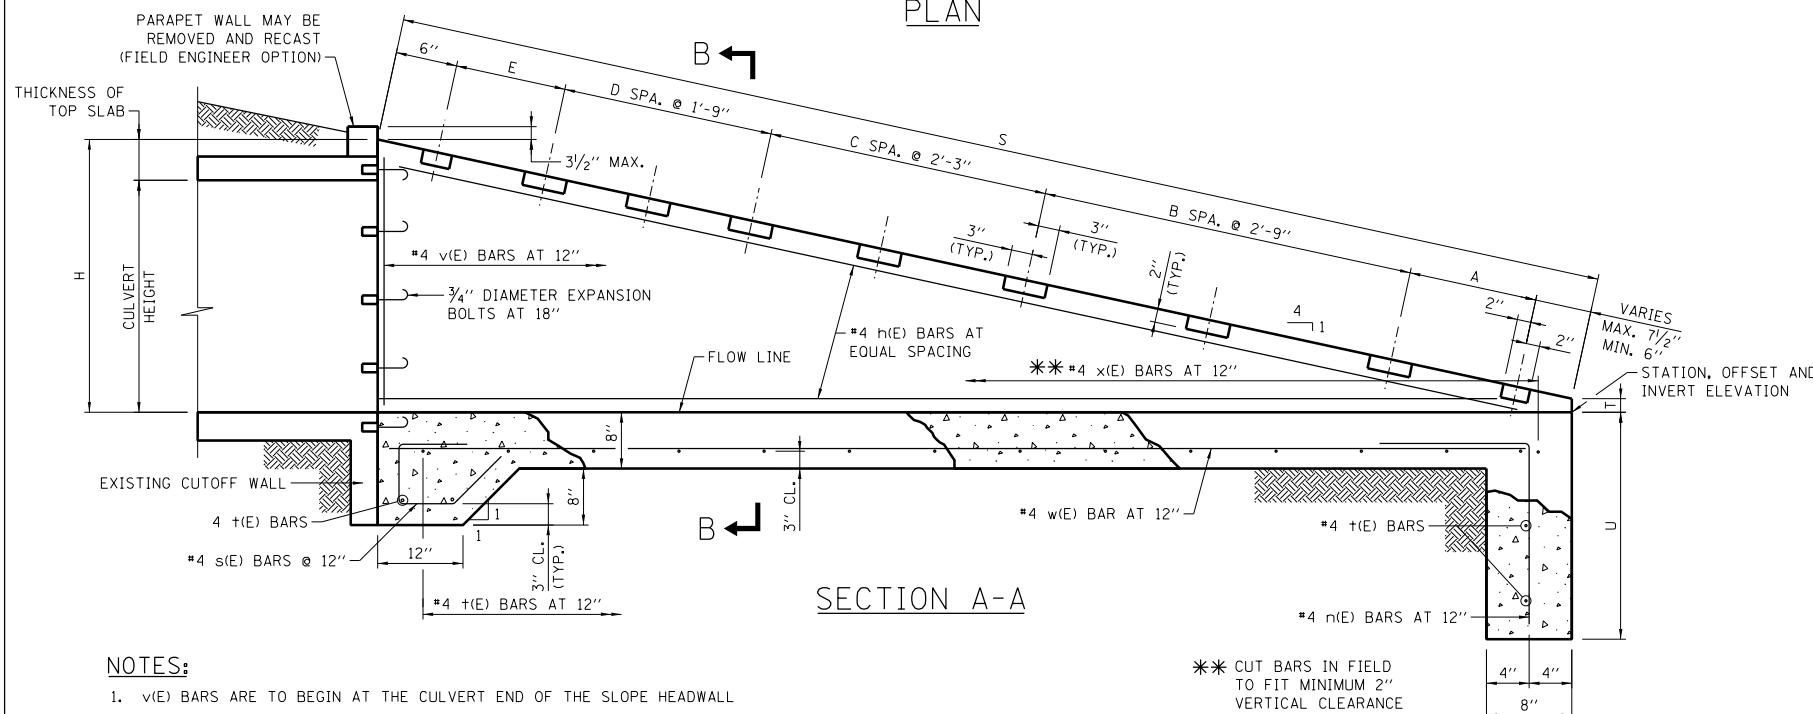 PLAN
PARAPET WALL MAY BE
REMOVED AND RECAST
(FIELD ENGINEER OPTION)
THICKNESS OF
TOP SLAB
6"
E
D SPA. @ 1'-9"
C SPA. @ 2'-3"
S
B SPA. @ 2'-9"
A
B
3 1/2" MAX.
H
CULVERT
HEIGHT
#4 v(E) BARS AT 12"
3/4" DIAMETER EXPANSION
BOLTS AT 18"
3"
(TYP.)
3"
(TYP.)
2"
(TYP.)
4
1
2"
2"
VARIES
MAX. 7 1/2"
MIN. 6"
STATION, OFFSET AND
INVERT ELEVATION
#4 h(E) BARS AT
EQUAL SPACING
FLOW LINE
** #4 x(E) BARS AT 12"
T
8"
EXISTING CUTOFF WALL
4 t(E) BARS
#4 s(E) BARS @ 12"
12"
1
1
8"
3" CL.
(TYP.)
#4 t(E) BARS AT 12"
B
3" CL.
#4 w(E) BAR AT 12"
#4 t(E) BARS
U
SECTION A-A
#4 n(E) BARS AT 12"
4"
4"
8"
** CUT BARS IN FIELD
TO FIT MINIMUM 2"
VERTICAL CLEARANCE
NOTES:
1. v(E) BARS ARE TO BEGIN AT THE CULVERT END OF THE SLOPE HEADWALL